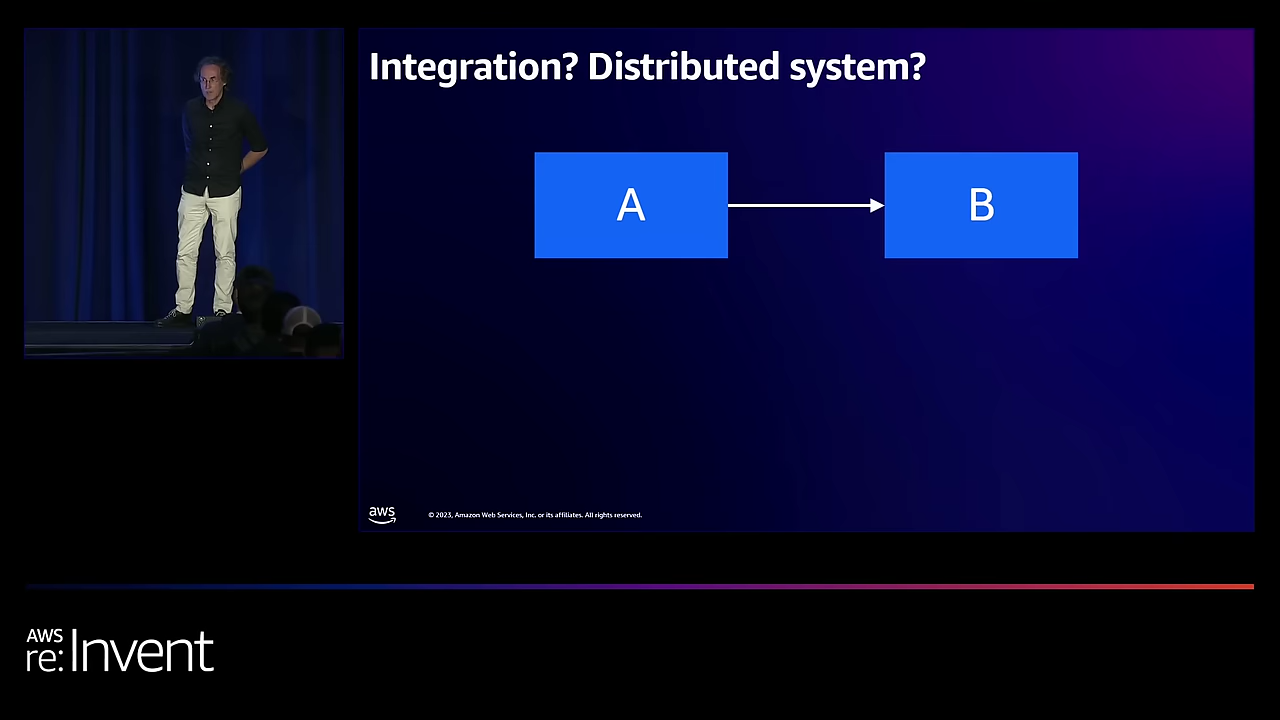 Integration? Distributed system?
A
B
aws
© 2023, Amazon Web Services, Inc. or its affiliates. All rights reserved.
AWS
re:Invent